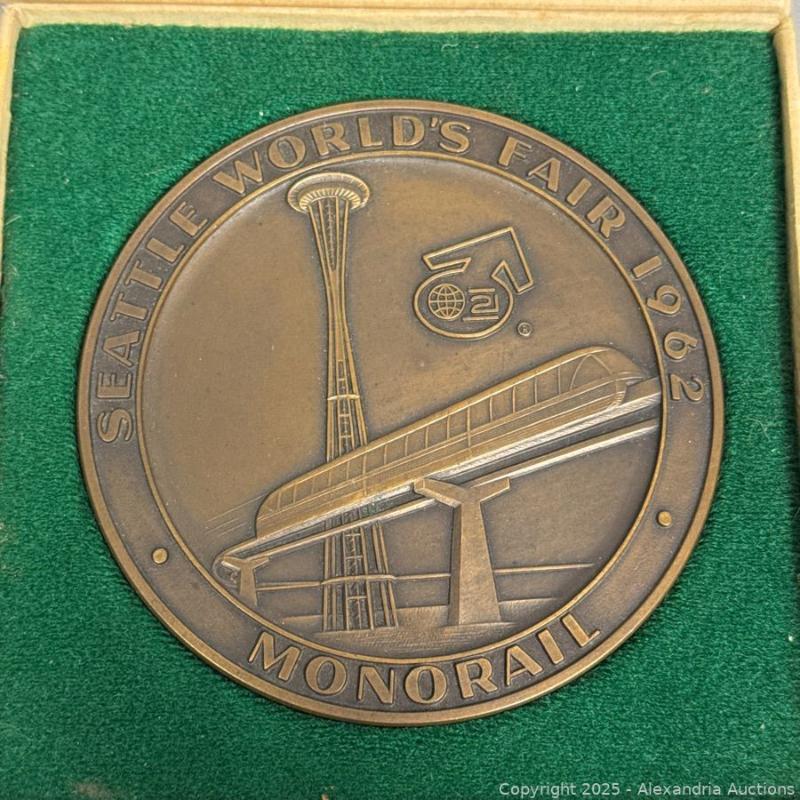 SEATTLE WORLD'S FAIR 1962
21
®
MONORAIL
Copyright 2025 - Alexandria Auctions